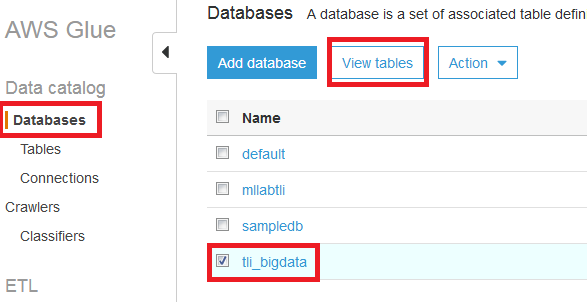 AWS Glue
Data catalog
Databases
Tables
Connections
Crawlers
Classifiers
ETL
Databases A database is a set of associated table defin
Add database View tables Action
Name
default
mllabtli
sampledb
tli_bigdata